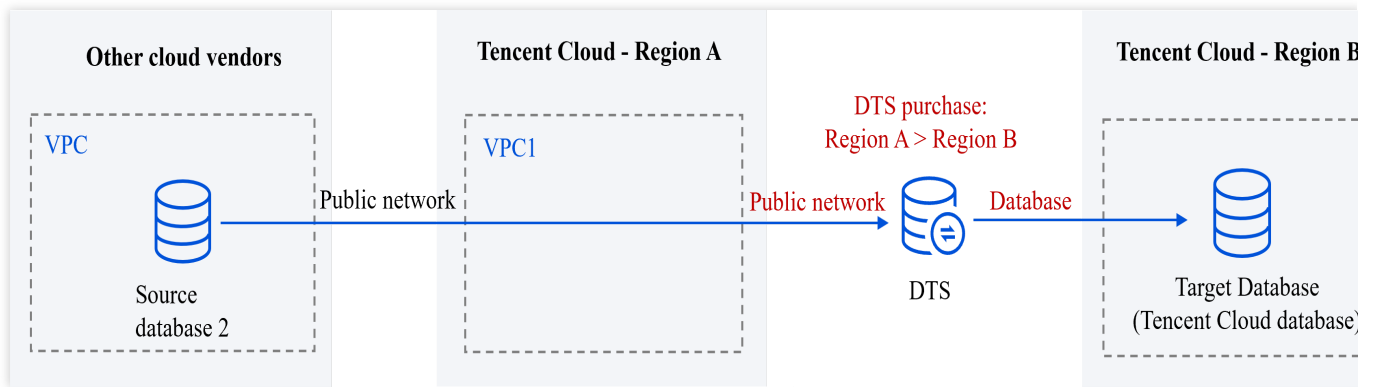 Other cloud vendors
Tencent Cloud - Region A
Tencent Cloud - Region B
DTS purchase:
Region A > Region B
VPC
VPC1
Public network
Public network
Database
Source
database 2
DTS
Target Database
(Tencent Cloud database)